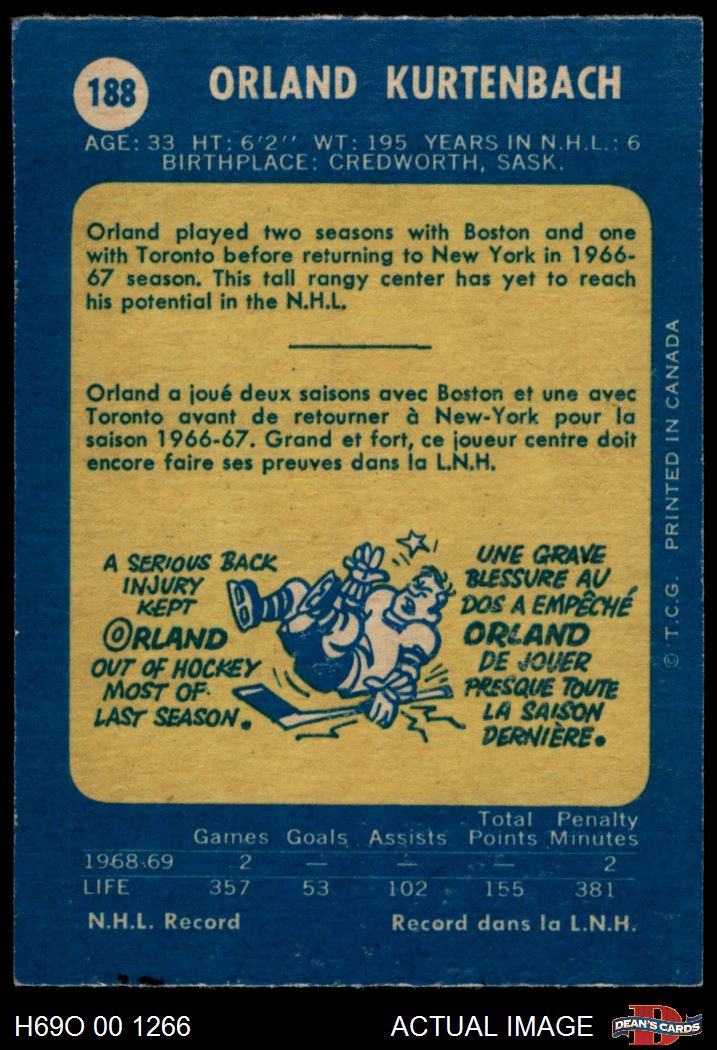 188
ORLAND KURTENBACH
AGE: 33 HT: 6'2'' WT: 195 YEARS IN N.H.L.: 6
BIRTHPLACE: CREDWORTH, SASK.
Orland played two seasons with Boston and one
with Toronto before returning to New York in 1966-
67 season. This tall rangy center has yet to reach
his potential in the N.H.L.
Orland a joué deux saisons avec Boston et une avec
Toronto avant de retourner à New-York pour la
saison 1966-67. Grand et fort, ce joueur centre doit
encore faire ses preuves dans la L.N.H.
A SERIOUS BACK
INJURY
KEPT
ORLAND
OUT OF HOCKEY
MOST OF
LAST SEASON.
UNE GRAVE
BLESSURE AU
DOS A EMPÊCHÉ
ORLAND
DE JOUER
PRESQUE TOUTE
LA SAISON
DERNIÈRE.
© T.C.G. PRINTED IN CANADA
Total Penalty
Games Goals Assists Points Minutes
1968-69 2 — — — 2
LIFE 357 53 102 155 381
N.H.L. Record Record dans la L.N.H.
H69O 00 1266 ACTUAL IMAGE
D
DEAN'S CARDS